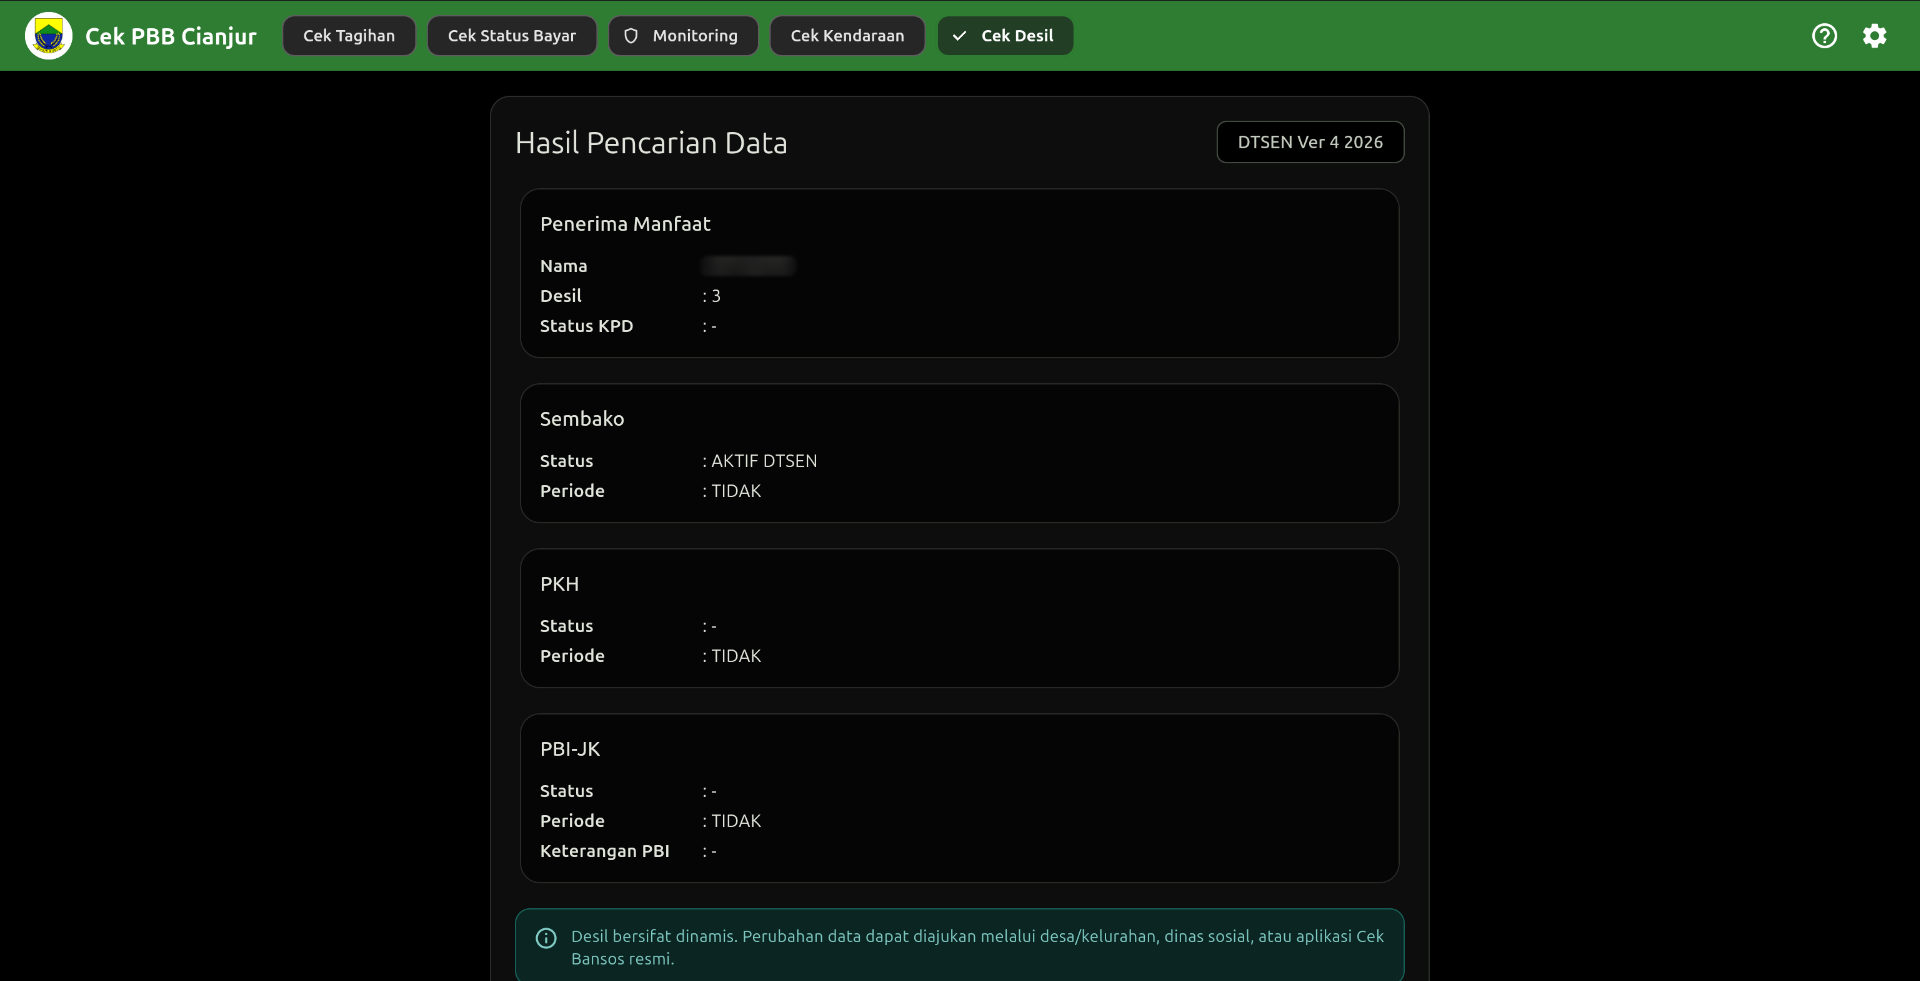 Cek PBB Cianjur
Cek Tagihan
Cek Status Bayar
Monitoring
Cek Kendaraan
Cek Desil
Hasil Pencarian Data
DTSEN Ver 4 2026
Penerima Manfaat
Nama
Desil : 3
Status KPD : -
Sembako
Status : AKTIF DTSEN
Periode : TIDAK
PKH
Status : -
Periode : TIDAK
PBI-JK
Status : -
Periode : TIDAK
Keterangan PBI : -
Desil bersifat dinamis. Perubahan data dapat diajukan melalui desa/kelurahan, dinas sosial, atau aplikasi Cek
Bansos resmi.